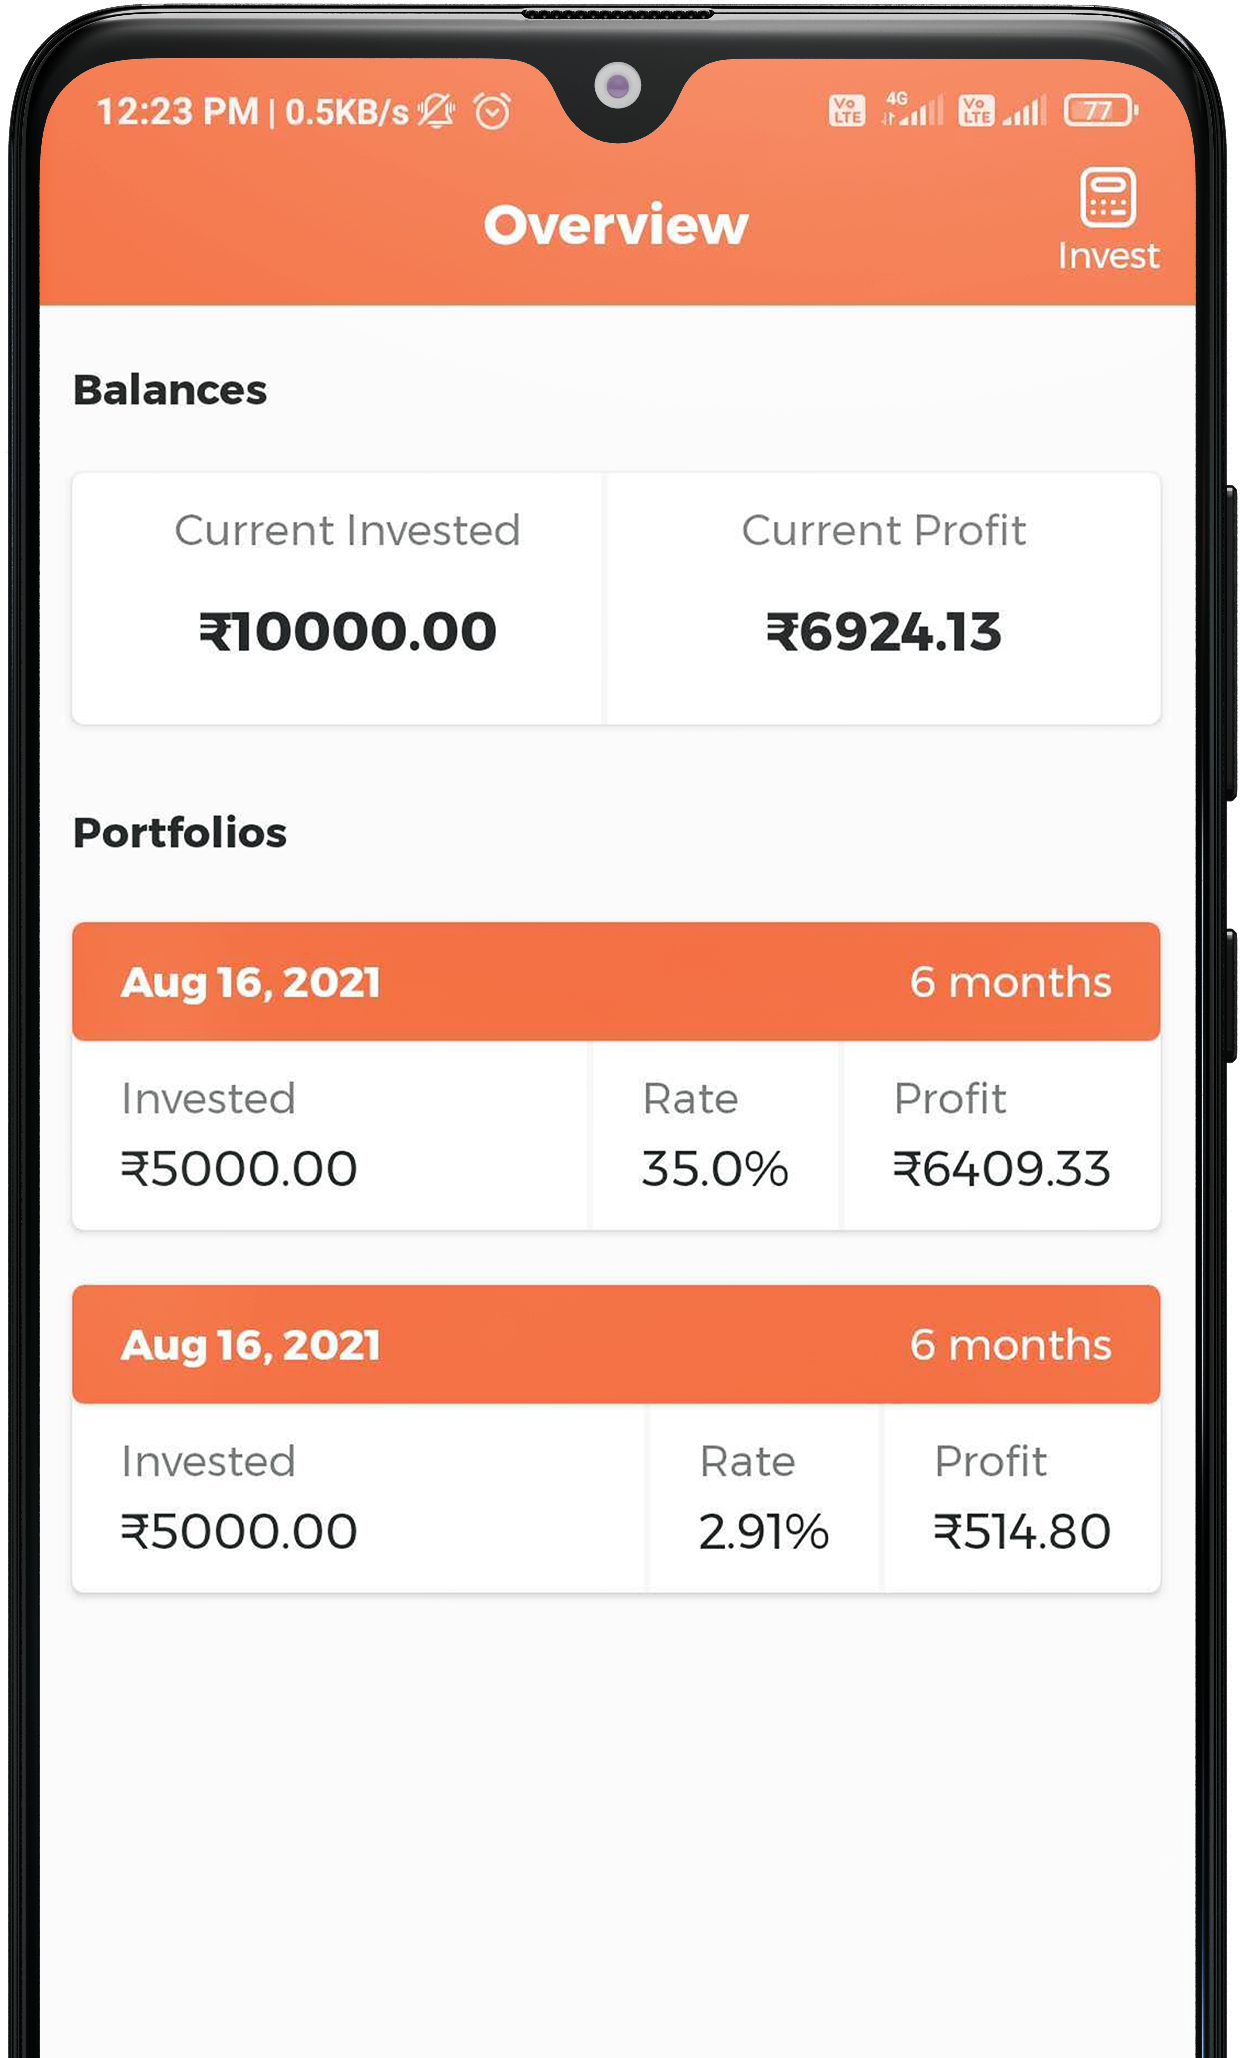 12:23 PM | 0.5KB/s
Vo LTE 4G Vo LTE 77
Overview
Invest
Balances
Current Invested Current Profit
₹10000.00 ₹6924.13
Portfolios
Aug 16, 2021 6 months
Invested Rate Profit
₹5000.00 35.0% ₹6409.33
Aug 16, 2021 6 months
Invested Rate Profit
₹5000.00 2.91% ₹514.80